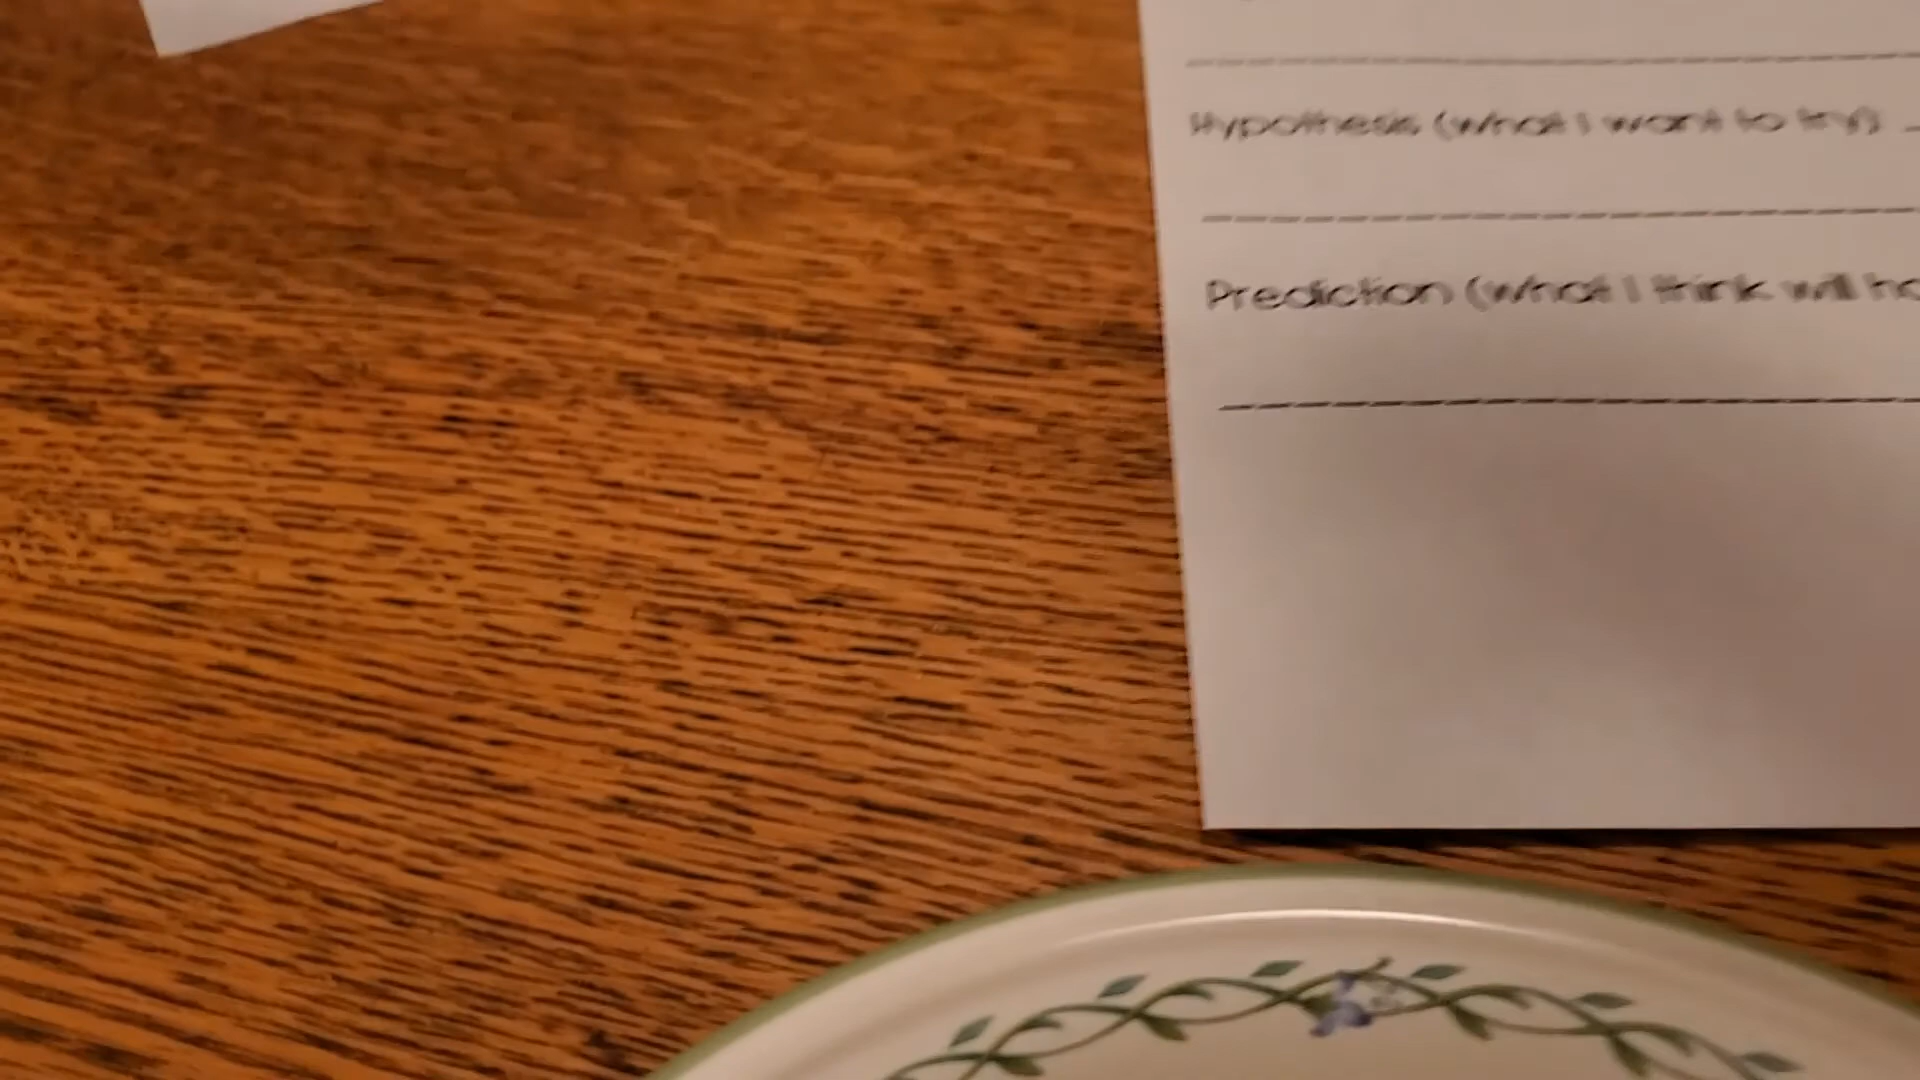 Hypothesis (what I want to try)
Prediction (what I think will